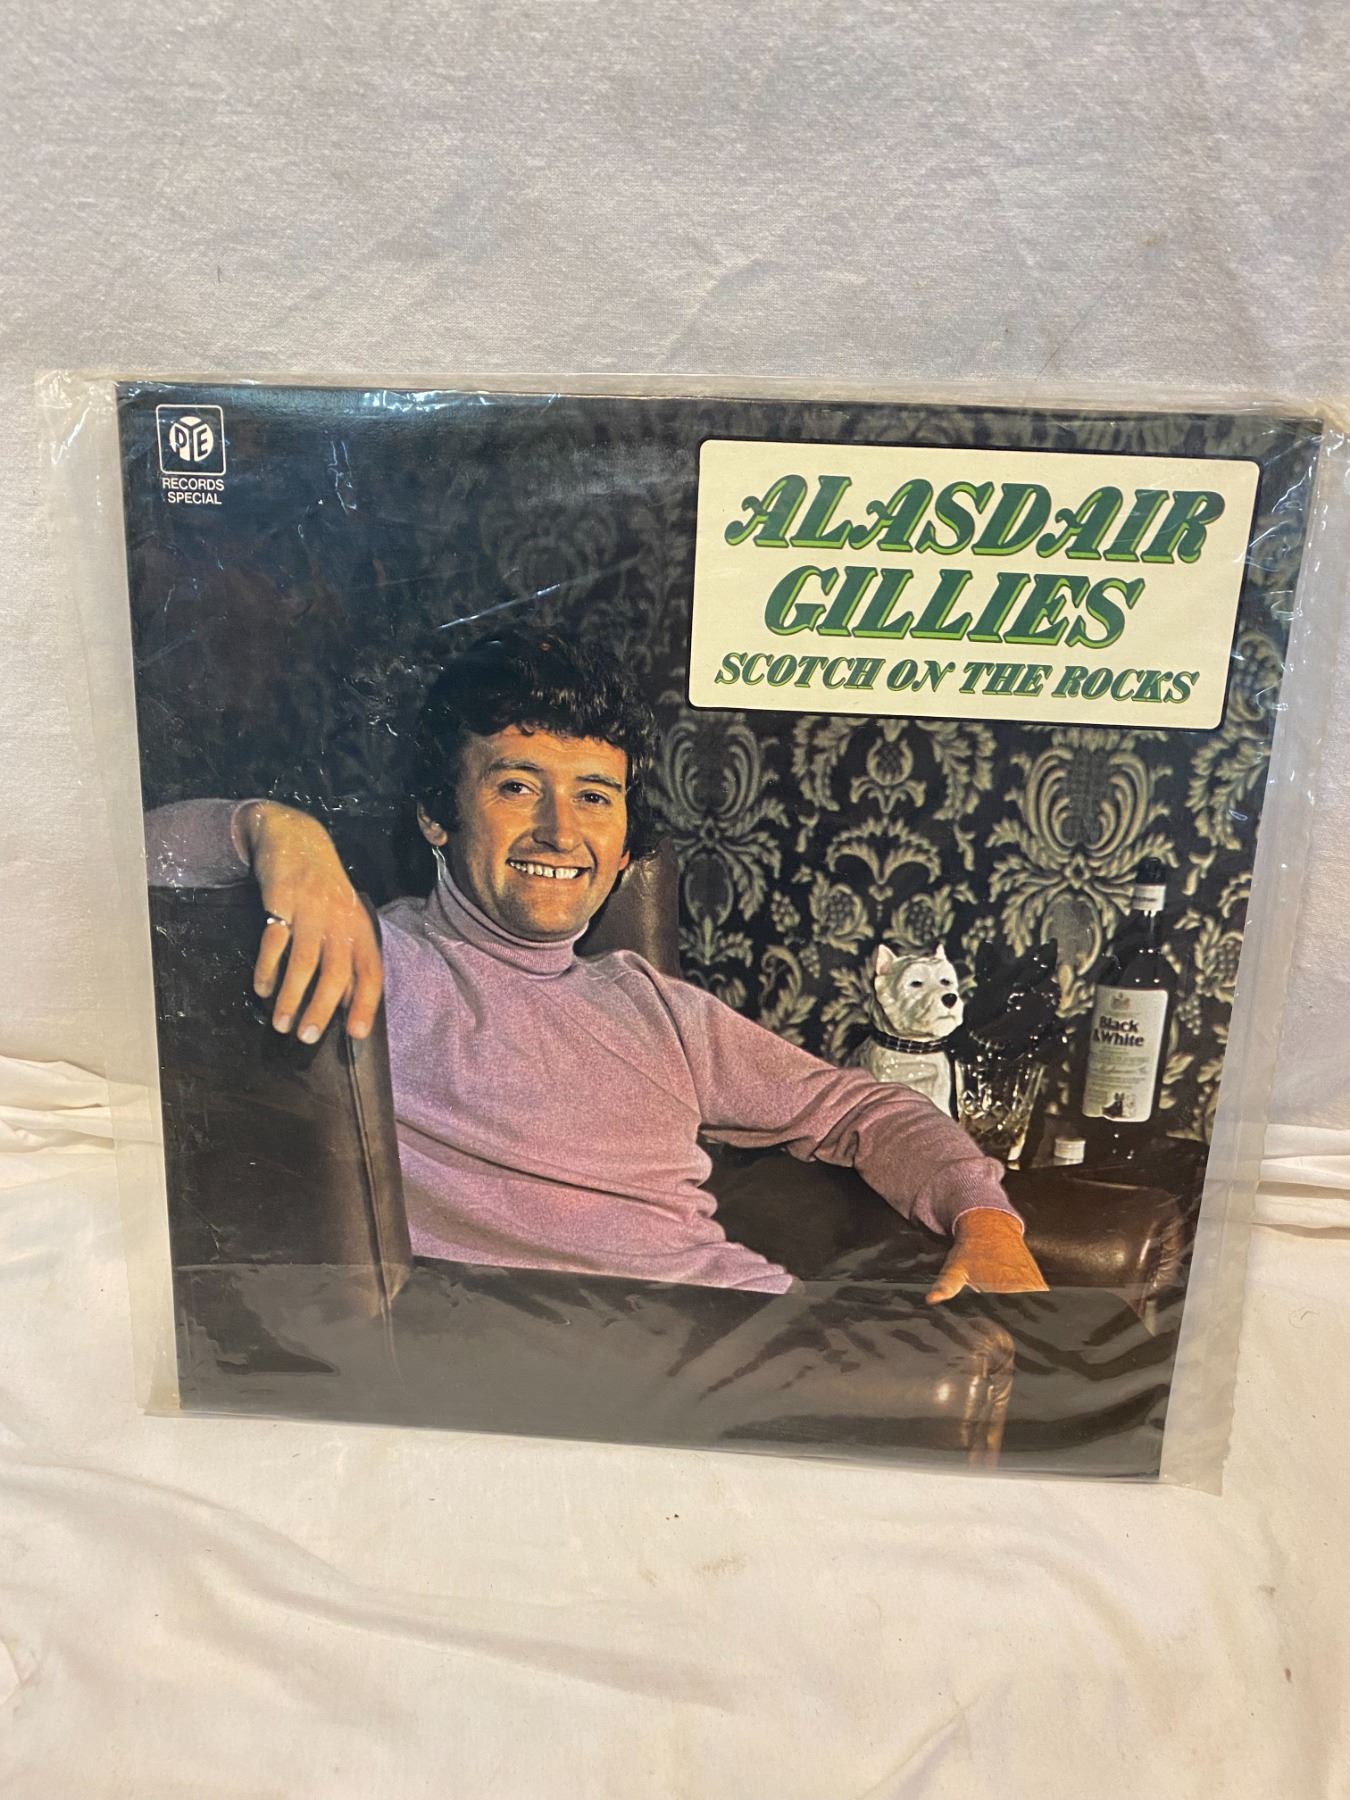 PYE
RECORDS
SPECIAL
ALASDAIR
GILLIES
SCOTCH ON THE ROCKS
Black
& White